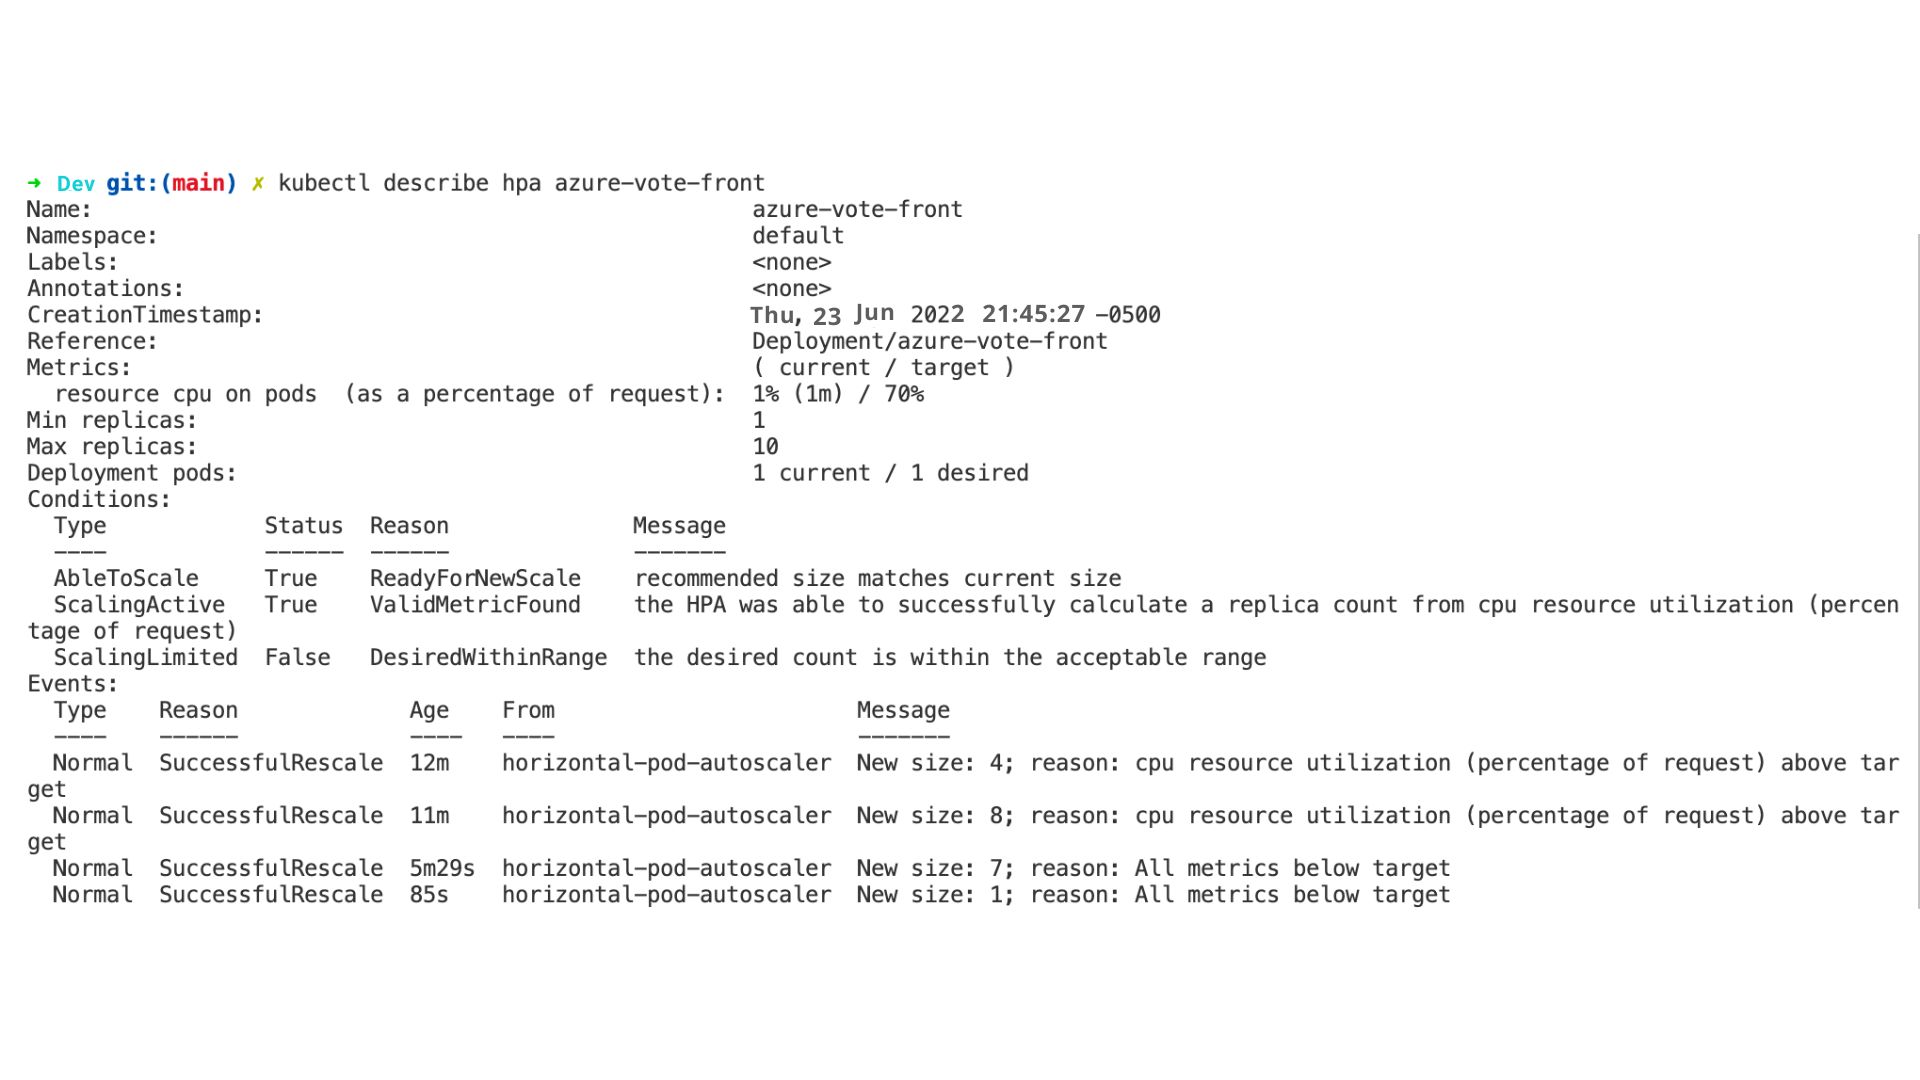 ➜ Dev git:(main) ✗ kubectl describe hpa azure-vote-front
Name: azure-vote-front
Namespace: default
Labels: <none>
Annotations: <none>
CreationTimestamp: Thu, 23 Jun 2022 21:45:27 -0500
Reference: Deployment/azure-vote-front
Metrics: ( current / target )
resource cpu on pods (as a percentage of request): 1% (1m) / 70%
Min replicas: 1
Max replicas: 10
Deployment pods: 1 current / 1 desired
Conditions:
Type Status Reason Message
---- ------ ------ -------
AbleToScale True ReadyForNewScale recommended size matches current size
ScalingActive True ValidMetricFound the HPA was able to successfully calculate a replica count from cpu resource utilization (percen
tage of request)
ScalingLimited False DesiredWithinRange the desired count is within the acceptable range
Events:
Type Reason Age From Message
---- ------ ---- ---- -------
Normal SuccessfulRescale 12m horizontal-pod-autoscaler New size: 4; reason: cpu resource utilization (percentage of request) above tar
get
Normal SuccessfulRescale 11m horizontal-pod-autoscaler New size: 8; reason: cpu resource utilization (percentage of request) above tar
get
Normal SuccessfulRescale 5m29s horizontal-pod-autoscaler New size: 7; reason: All metrics below target
Normal SuccessfulRescale 85s horizontal-pod-autoscaler New size: 1; reason: All metrics below target